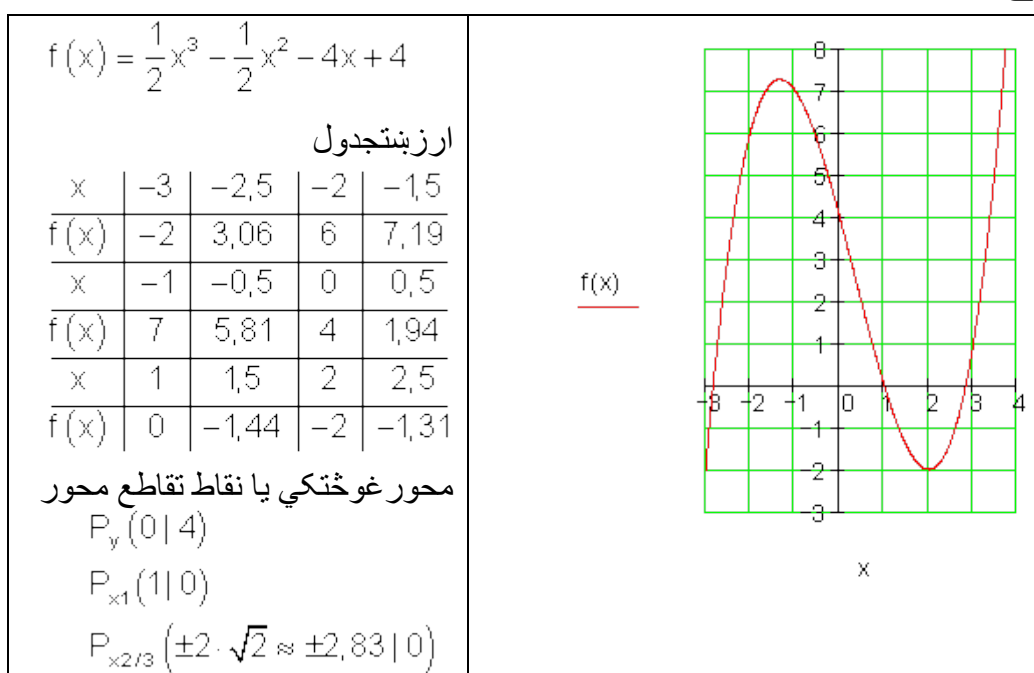 f (x) = 1/2 x³ − 1/2 x² − 4x + 4
ارزښتجدول
x | −3 | −2,5 | −2 | −1,5
f (x) | −2 | 3,06 | 6 | 7,19
x | −1 | −0,5 | 0 | 0,5
f (x) | 7 | 5,81 | 4 | 1,94
x | 1 | 1,5 | 2 | 2,5
f (x) | 0 | −1,44 | −2 | −1,31
محور غوڅتکي يا نقاط تقاطع محور
P_y (0 | 4)
P_x1 (1 | 0)
P_x2/3 (±2 · √2 ≈ ±2,83 | 0)
f(x)
8
7
6
5
4
3
2
1
−3 −2 −1 0 1 2 3 4
−1
−2
−3
x